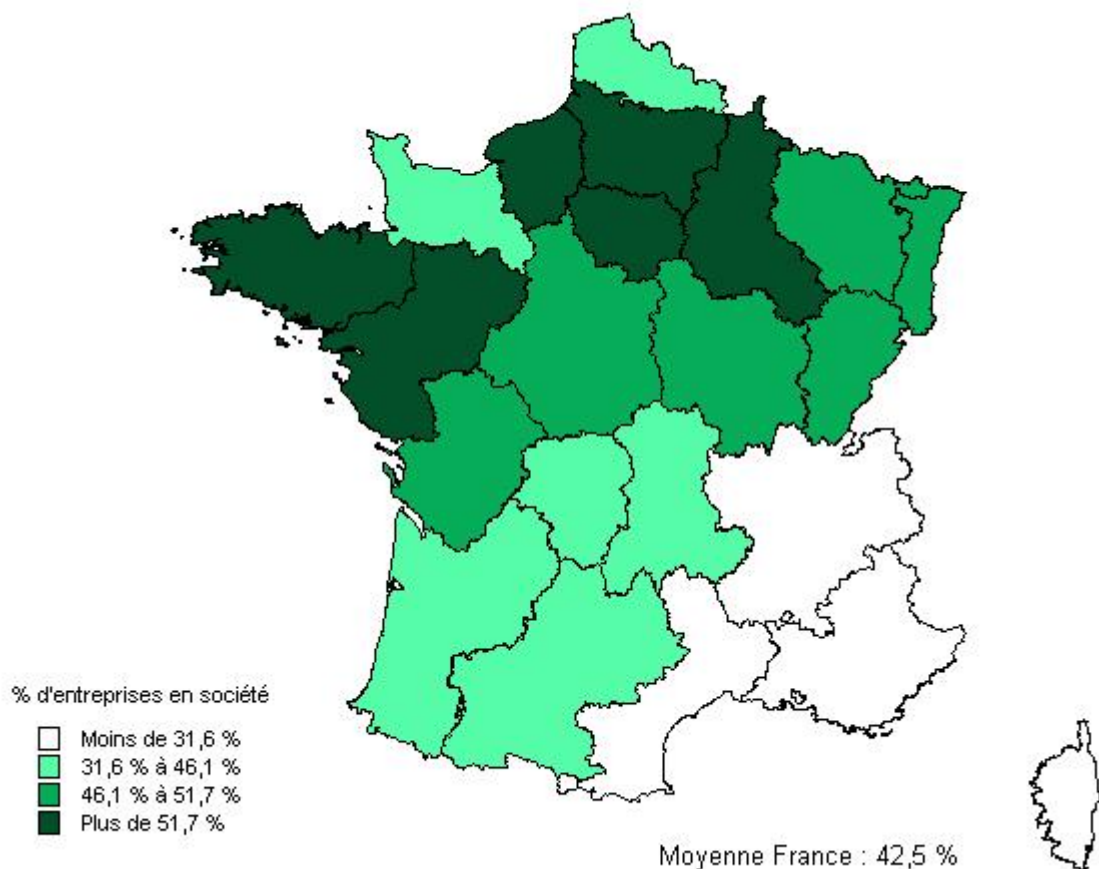 % d'entreprises en société
Moins de 31,6 %
31,6 % à 46,1 %
46,1 % à 51,7 %
Plus de 51,7 %
Moyenne France : 42,5 %